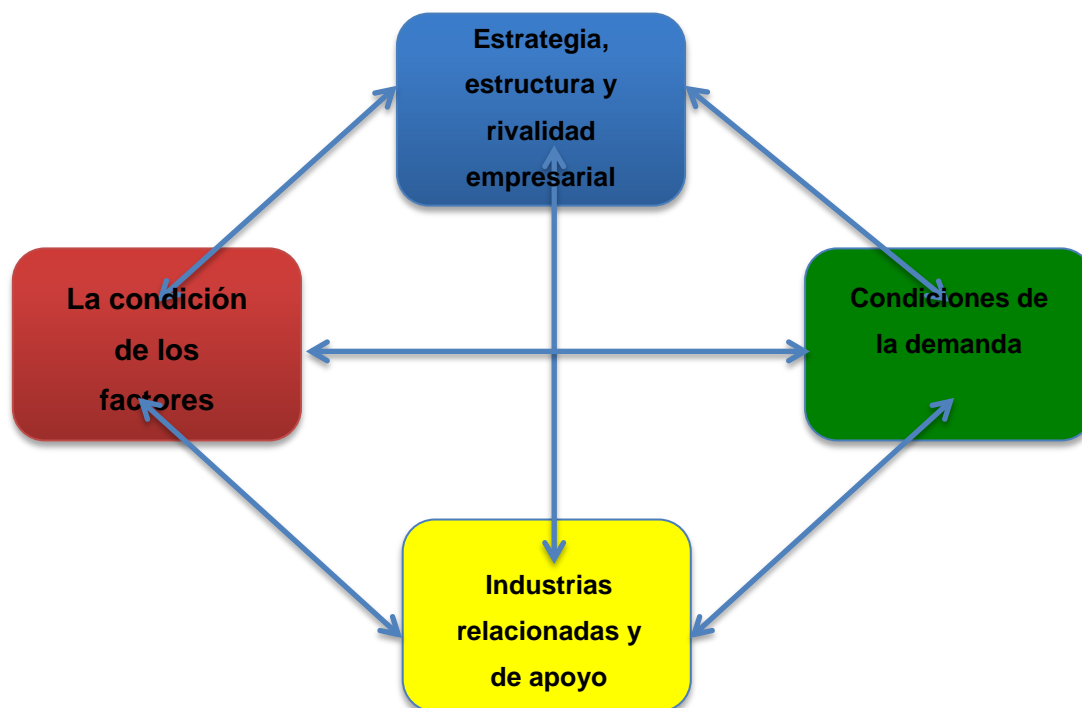 Estrategia,
estructura y
rivalidad
empresarial
La condición
de los
factores
Condiciones de
la demanda
Industrias
relacionadas y
de apoyo